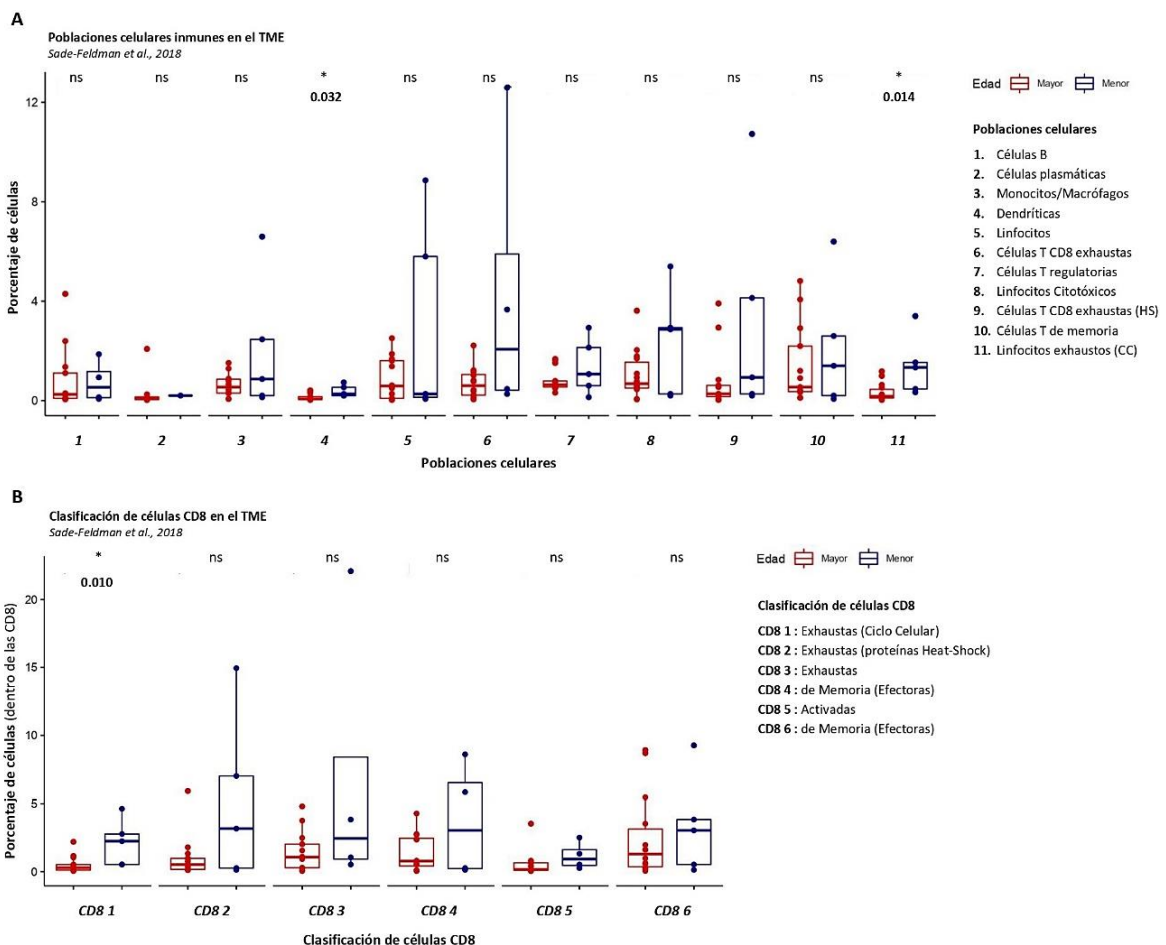 A
Poblaciones celulares inmunes en el TME
Sade-Feldman et al., 2018
ns ns ns * ns ns ns ns ns ns *
0.032 0.014
Edad Mayor Menor
Poblaciones celulares
1. Células B
2. Células plasmáticas
3. Monocitos/Macrófagos
4. Dendríticas
5. Linfocitos
6. Células T CD8 exhaustas
7. Células T regulatorias
8. Linfocitos Citotóxicos
9. Células T CD8 exhaustas (HS)
10. Células T de memoria
11. Linfocitos exhaustos (CC)
Porcentaje de células
12
8
4
0
1 2 3 4 5 6 7 8 9 10 11
Poblaciones celulares
B
Clasificación de células CD8 en el TME
Sade-Feldman et al., 2018
* ns ns ns ns ns
0.010
Edad Mayor Menor
Clasificación de células CD8
CD8 1 : Exhaustas (Ciclo Celular)
CD8 2 : Exhaustas (proteínas Heat-Shock)
CD8 3 : Exhaustas
CD8 4 : de Memoria (Efectoras)
CD8 5 : Activadas
CD8 6 : de Memoria (Efectoras)
Porcentaje de células (dentro de las CD8)
20
15
10
5
0
CD8 1 CD8 2 CD8 3 CD8 4 CD8 5 CD8 6
Clasificación de células CD8